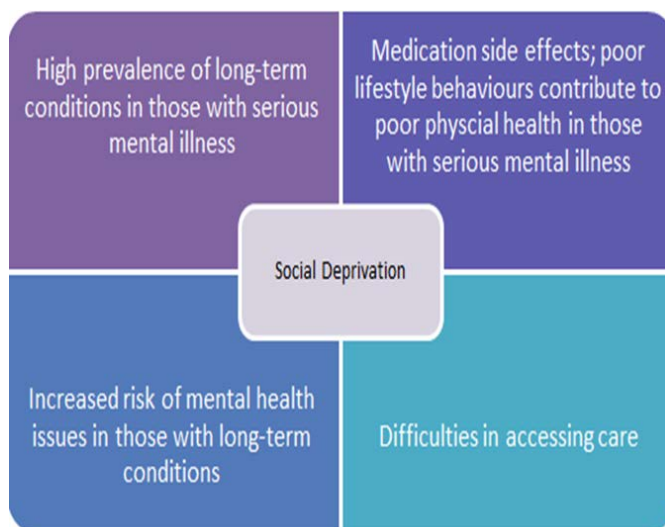 High prevalence of long-term
conditions in those with serious
mental illness
Medication side effects; poor
lifestyle behaviours contribute to
poor physcial health in those
with serious mental illness
Social Deprivation
Increased risk of mental health
issues in those with long-term
conditions
Difficulties in accessing care